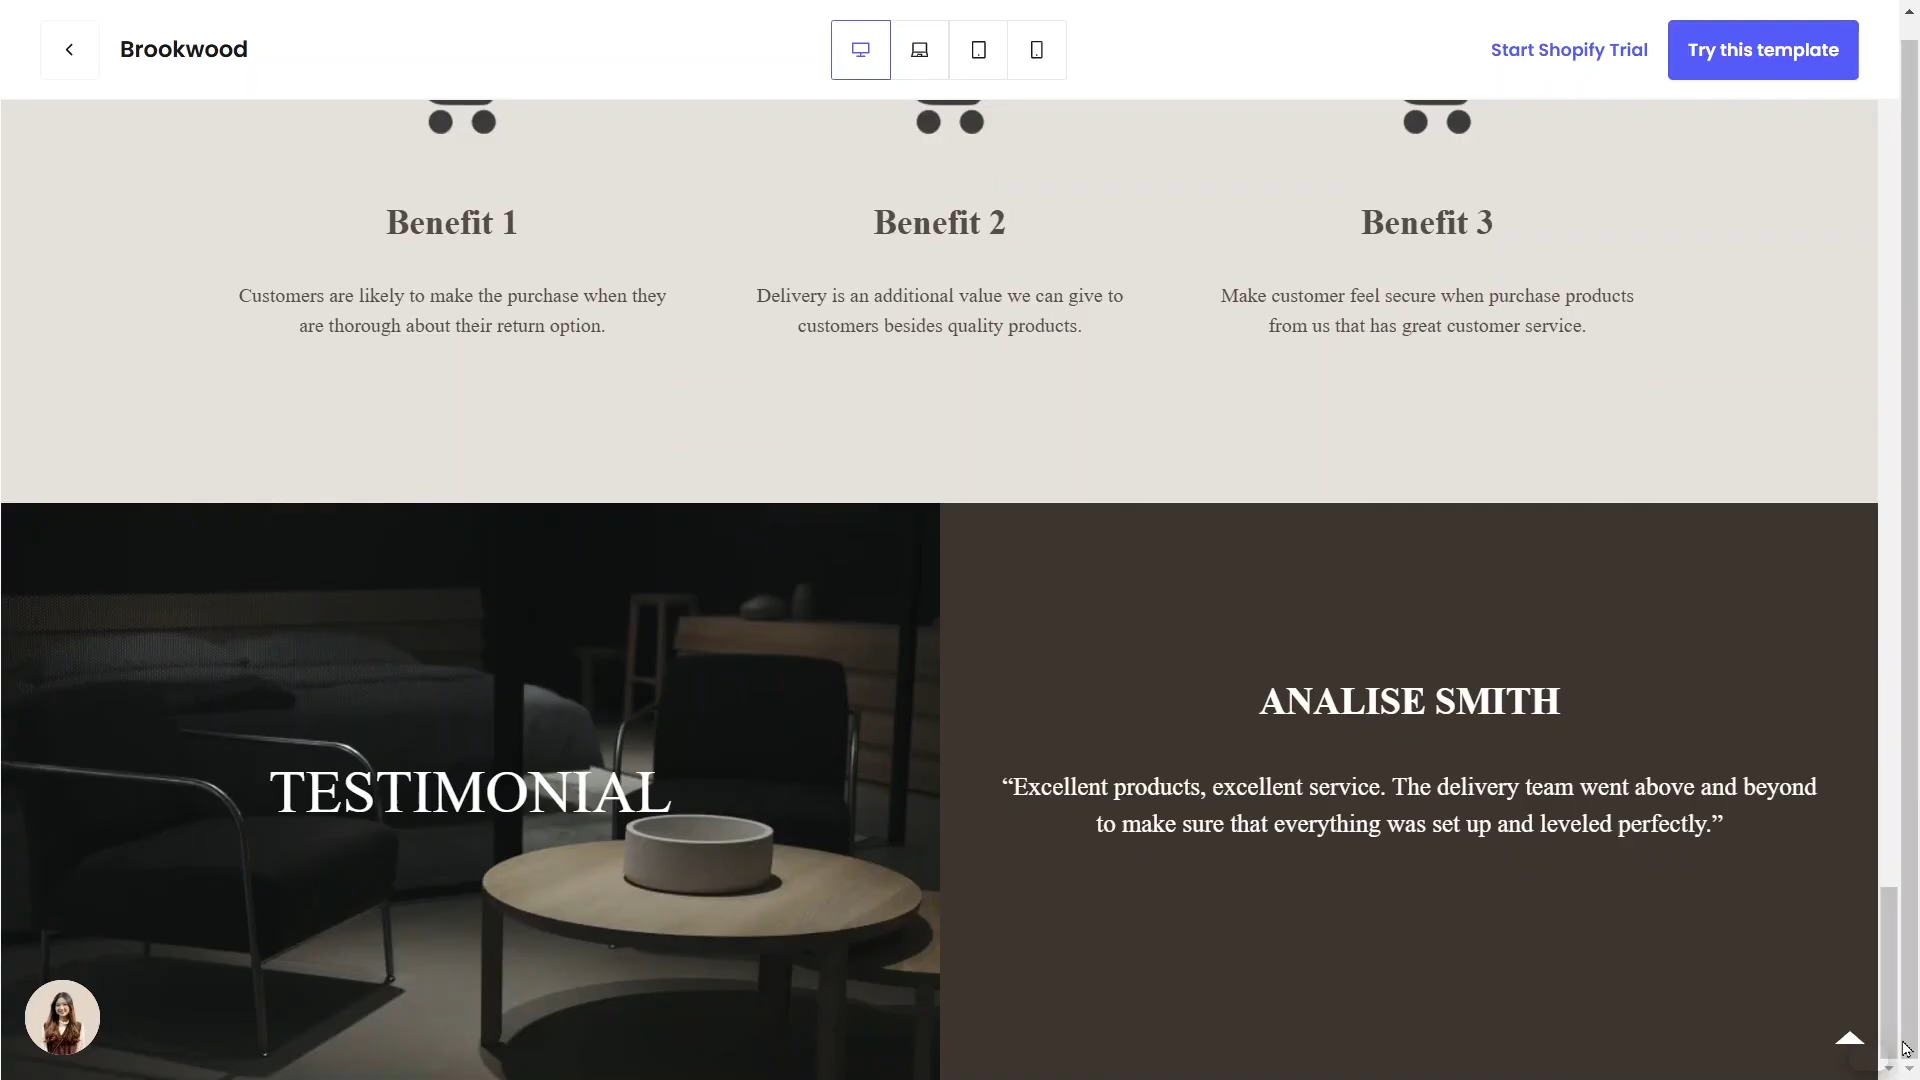 Brookwood
Start Shopify Trial
Try this template
Benefit 1
Benefit 2
Benefit 3
Customers are likely to make the purchase when they
are thorough about their return option.
Delivery is an additional value we can give to
customers besides quality products.
Make customer feel secure when purchase products
from us that has great customer service.
TESTIMONIAL
ANALISE SMITH
“Excellent products, excellent service. The delivery team went above and beyond
to make sure that everything was set up and leveled perfectly.”